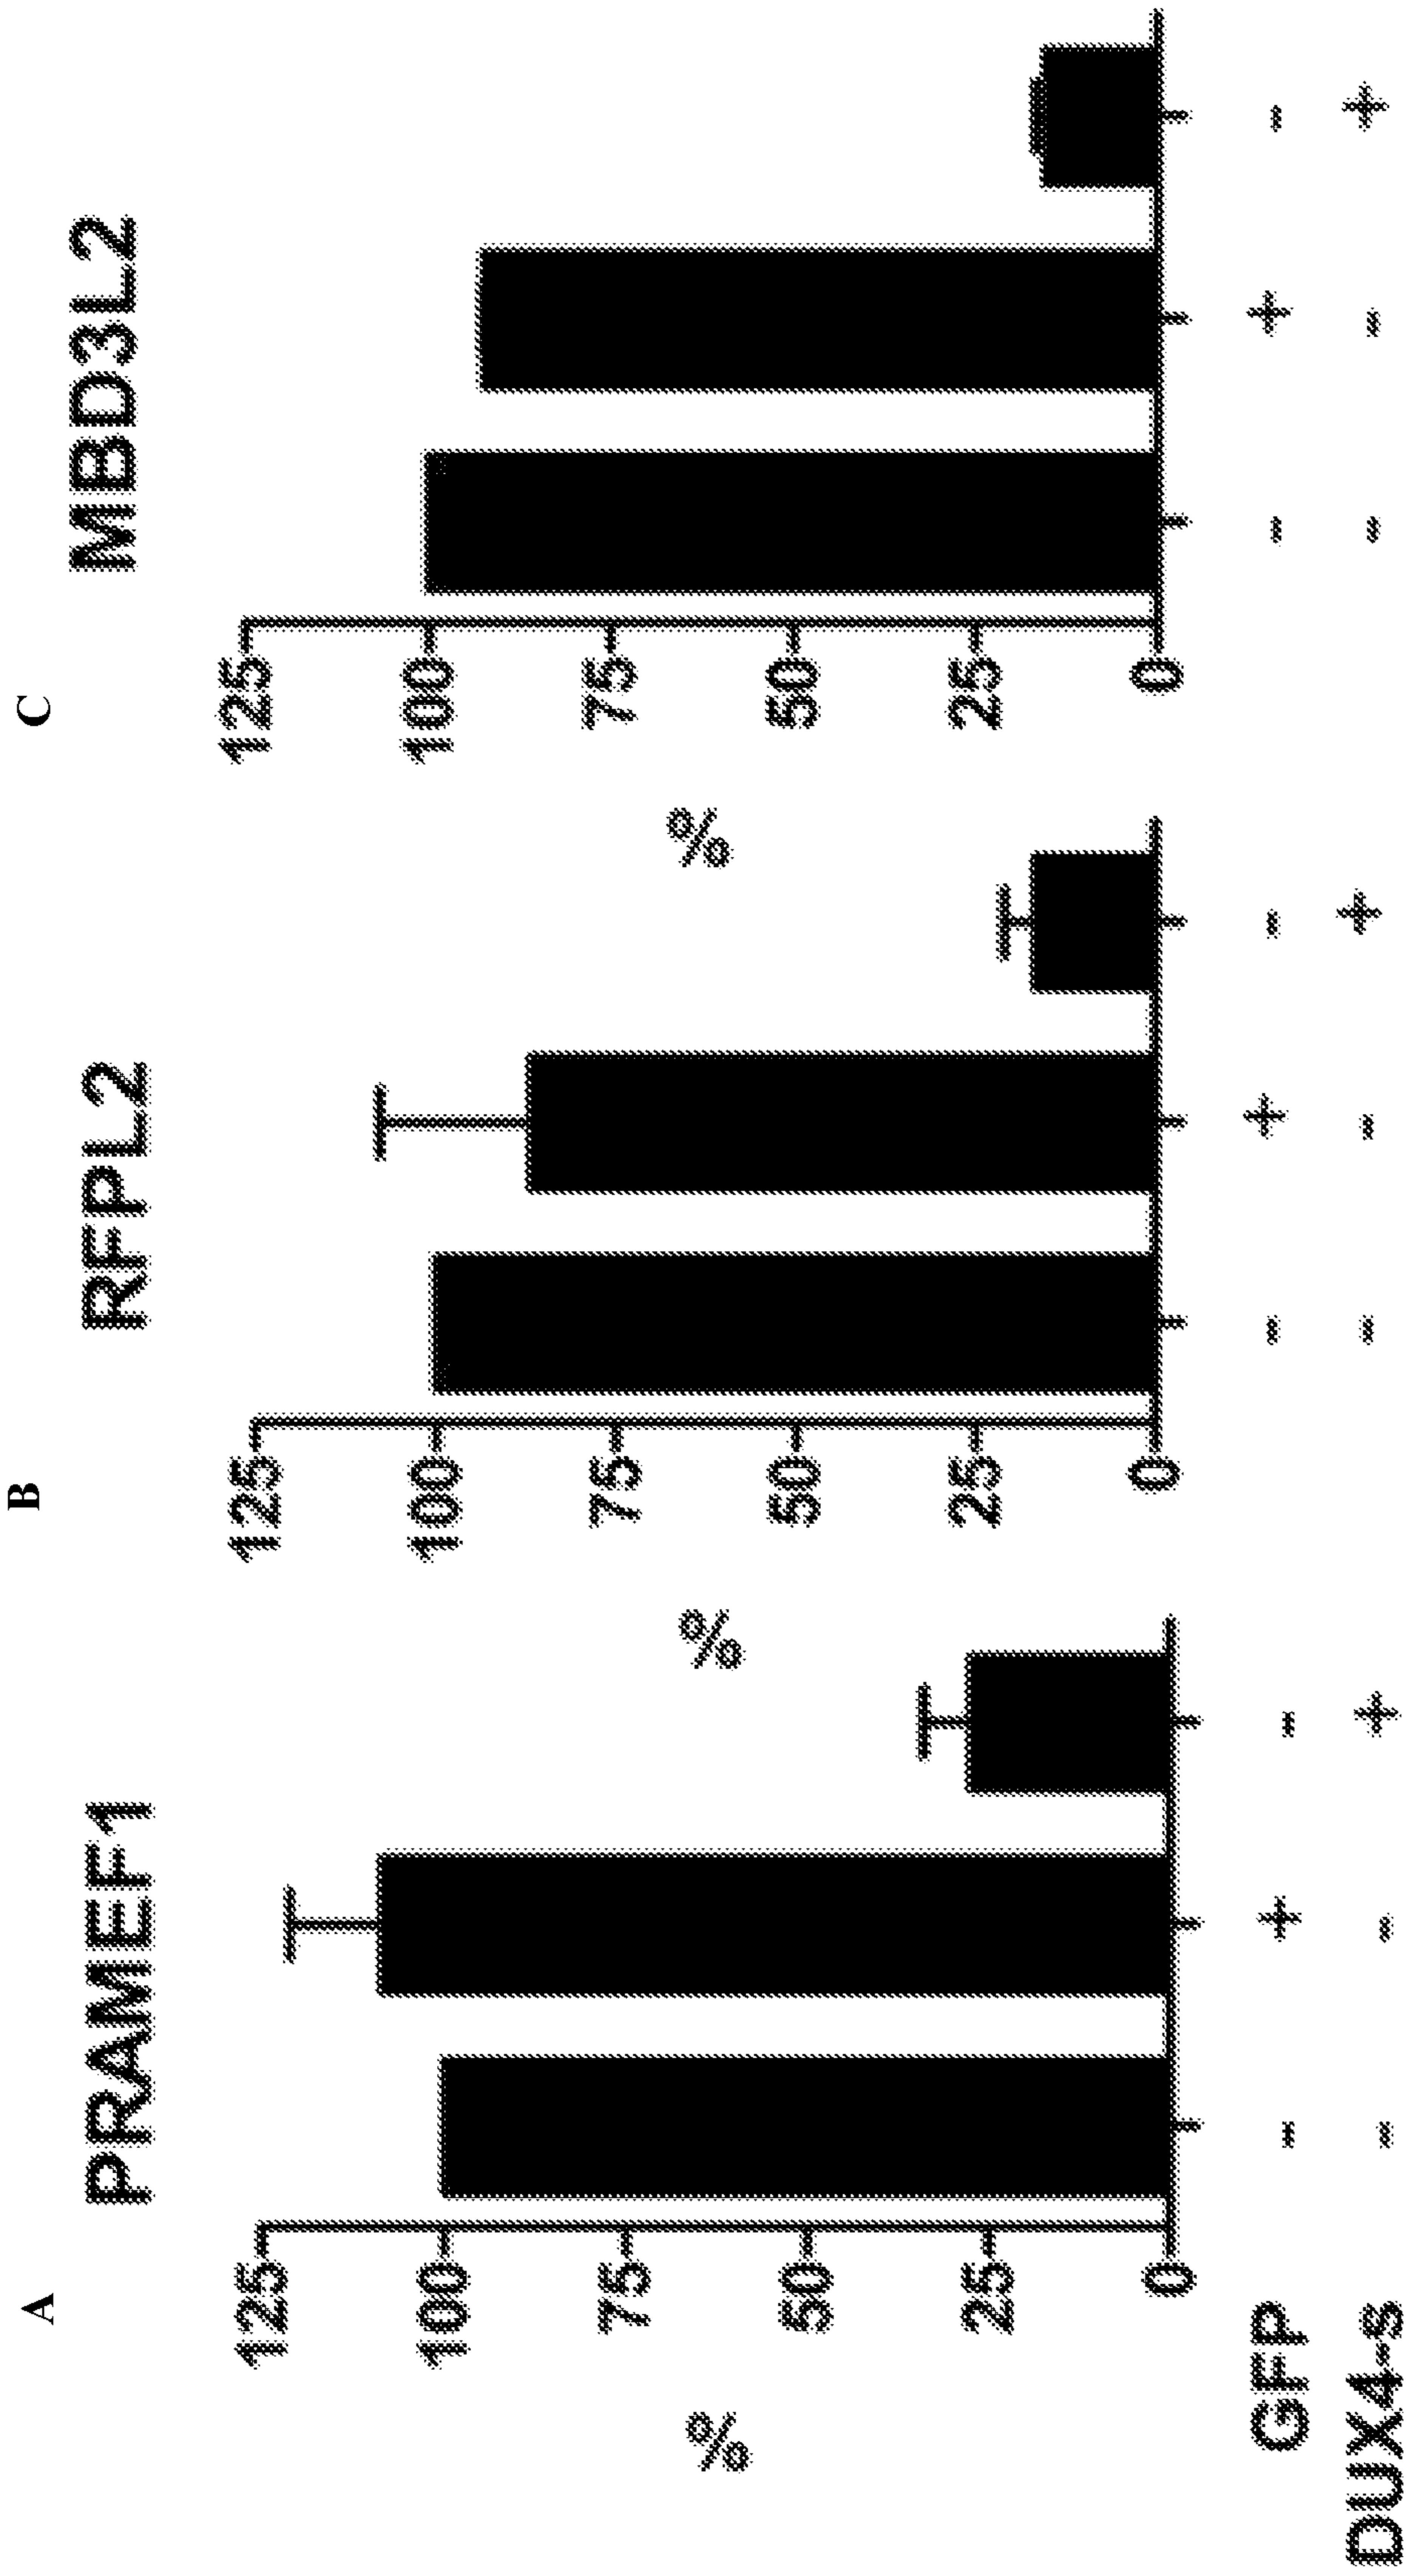 A
PRAMEF1
%
125
100
75
50
25
0
B
RFPL2
%
125
100
75
50
25
0
C
MBD3L2
%
125
100
75
50
25
0
GFP - + - - + - - + -
DUX4-s - - + - - + - - +